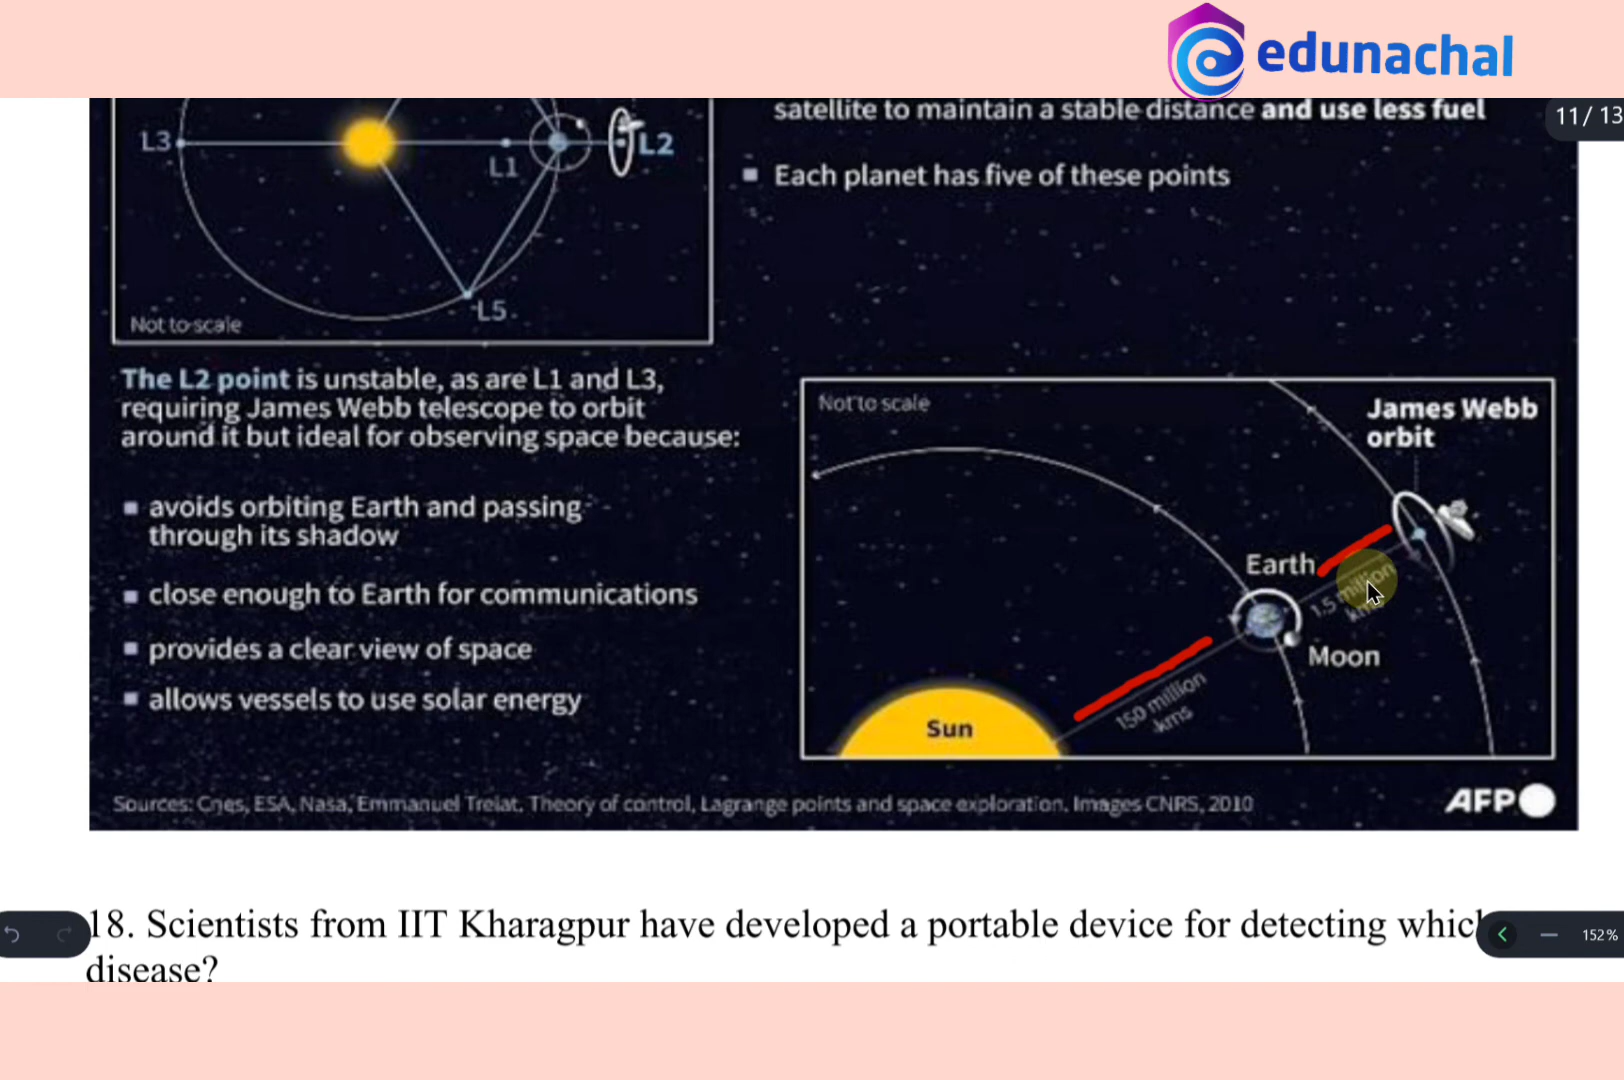 edunachal
satellite to maintain a stable distance and use less fuel
11 / 13
L3
L1
L2
Each planet has five of these points
L5
Not to scale
The L2 point is unstable, as are L1 and L3,
requiring James Webb telescope to orbit
around it but ideal for observing space because:
Not to scale
James Webb
orbit
avoids orbiting Earth and passing
through its shadow
Earth
1.5 million
kms
close enough to Earth for communications
Moon
provides a clear view of space
150 million
kms
allows vessels to use solar energy
Sun
Sources: Cnes, ESA, Nasa, Emmanuel Trelat, Theory of control, Lagrange points and space exploration. Images CNRS, 2010
AFP
18. Scientists from IIT Kharagpur have developed a portable device for detecting whic
152%
disease?